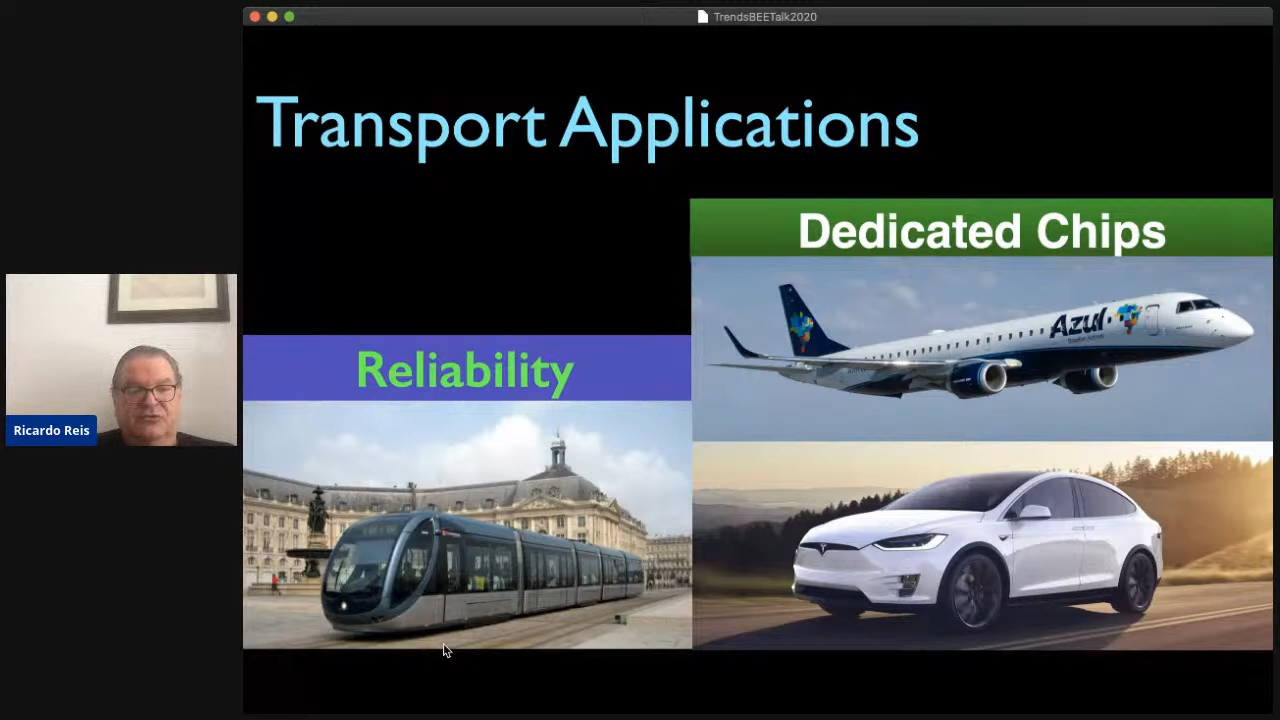 TrendsBEETalk2020
Transport Applications
Dedicated Chips
Azul
Reliability
Ricardo Reis